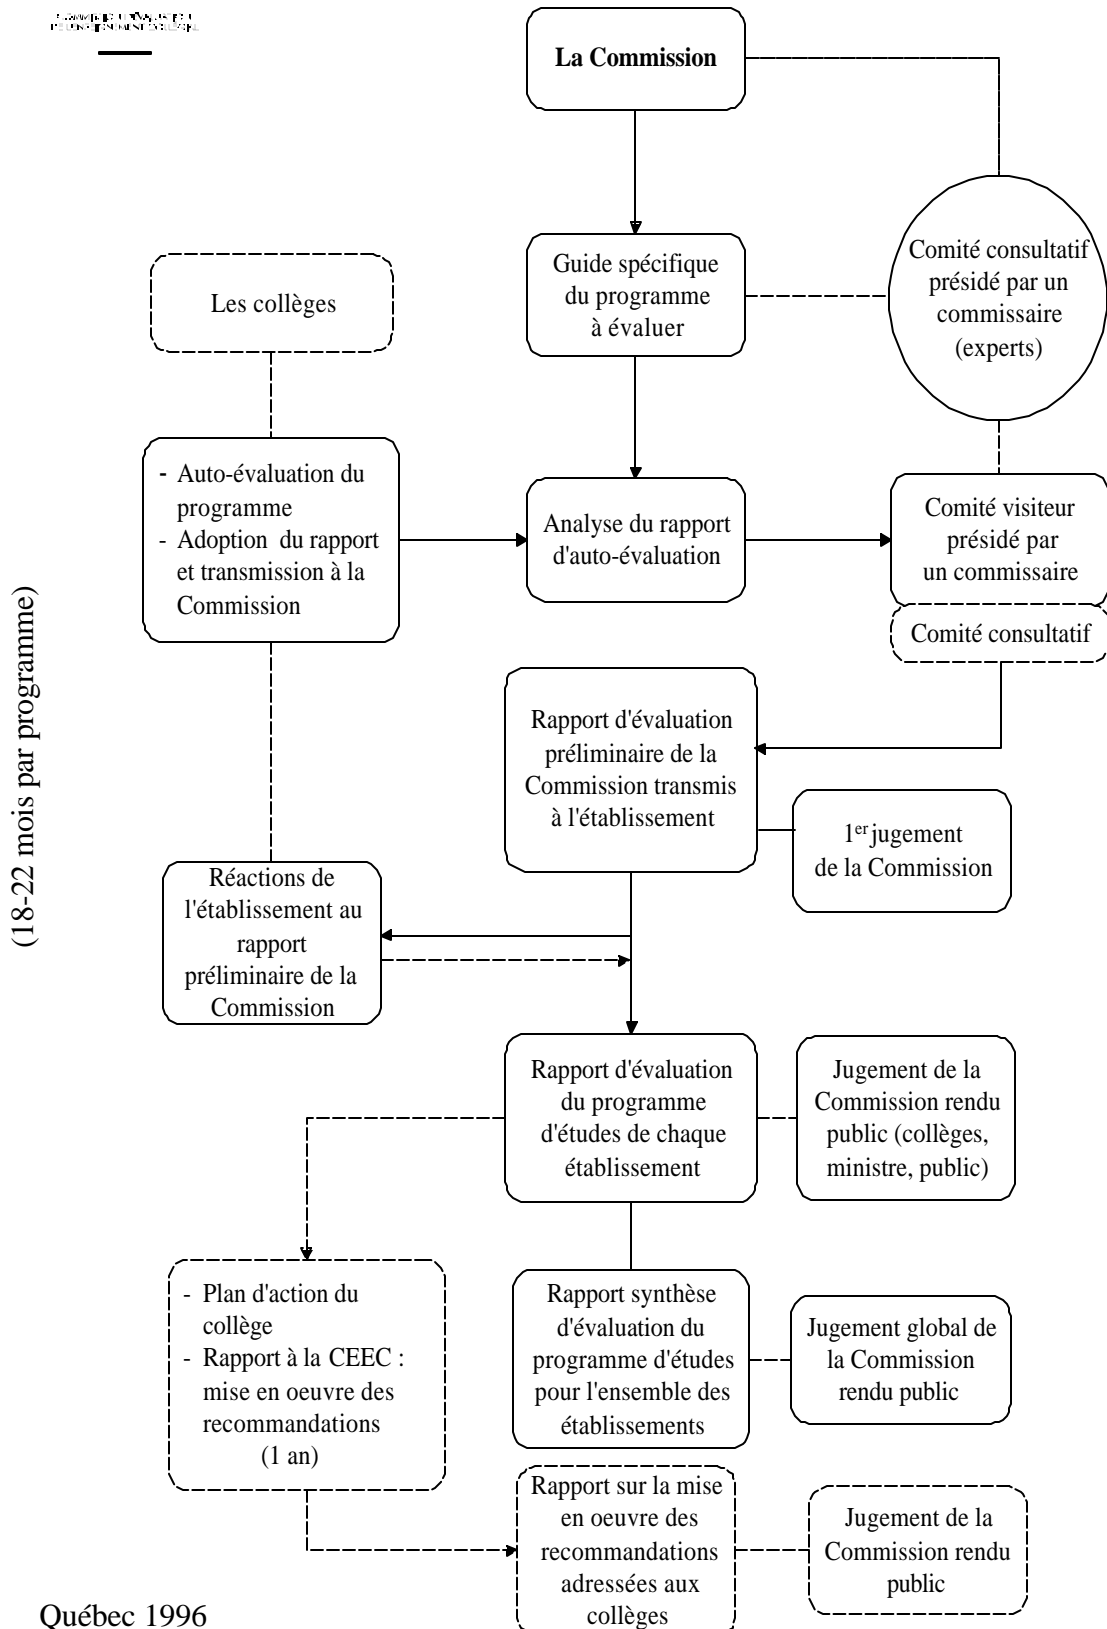 La Commission
Comité consultatif
présidé par un
commissaire
(experts)
Guide spécifique
du programme
à évaluer
Les collèges
- Auto-évaluation du
programme
- Adoption du rapport
et transmission à la
Commission
Analyse du rapport
d'auto-évaluation
Comité visiteur
présidé par
un commissaire
Comité consultatif
(18-22 mois par programme)
Rapport d'évaluation
préliminaire de la
Commission transmis
à l'établissement
1er jugement
de la Commission
Réactions de
l'établissement au
rapport
préliminaire de la
Commission
Rapport d'évaluation
du programme
d'études de chaque
établissement
Jugement de la
Commission rendu
public (collèges,
ministre, public)
- Plan d'action du
collège
- Rapport à la CEEC :
mise en oeuvre des
recommandations
(1 an)
Rapport synthèse
d'évaluation du
programme d'études
pour l'ensemble des
établissements
Jugement global de
la Commission
rendu public
Rapport sur la mise
en oeuvre des
recommandations
adressées aux
collèges
Jugement de la
Commission rendu
public
Québec 1996